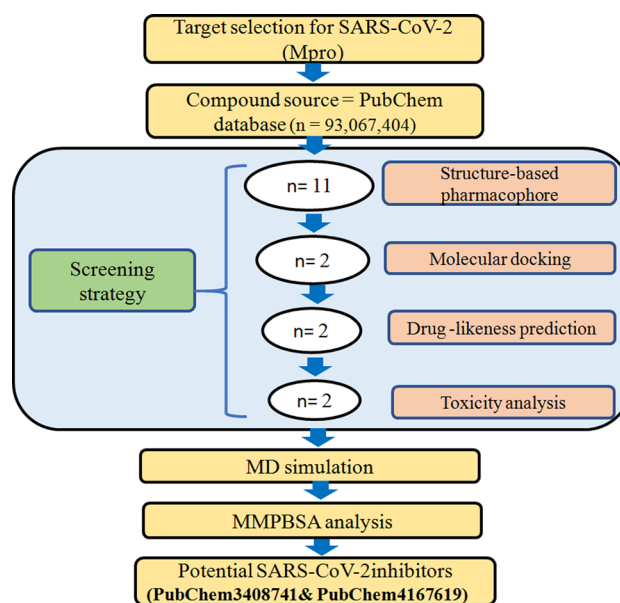 Target selection for SARS-CoV-2
(Mpro)
Compound source = PubChem
database (n = 93,067,404)
n= 11
Structure-based
pharmacophore
Screening
strategy
n= 2
Molecular docking
n= 2
Drug -likeness prediction
n= 2
Toxicity analysis
MD simulation
MMPBSA analysis
Potential SARS-CoV-2inhibitors
(PubChem3408741& PubChem4167619)